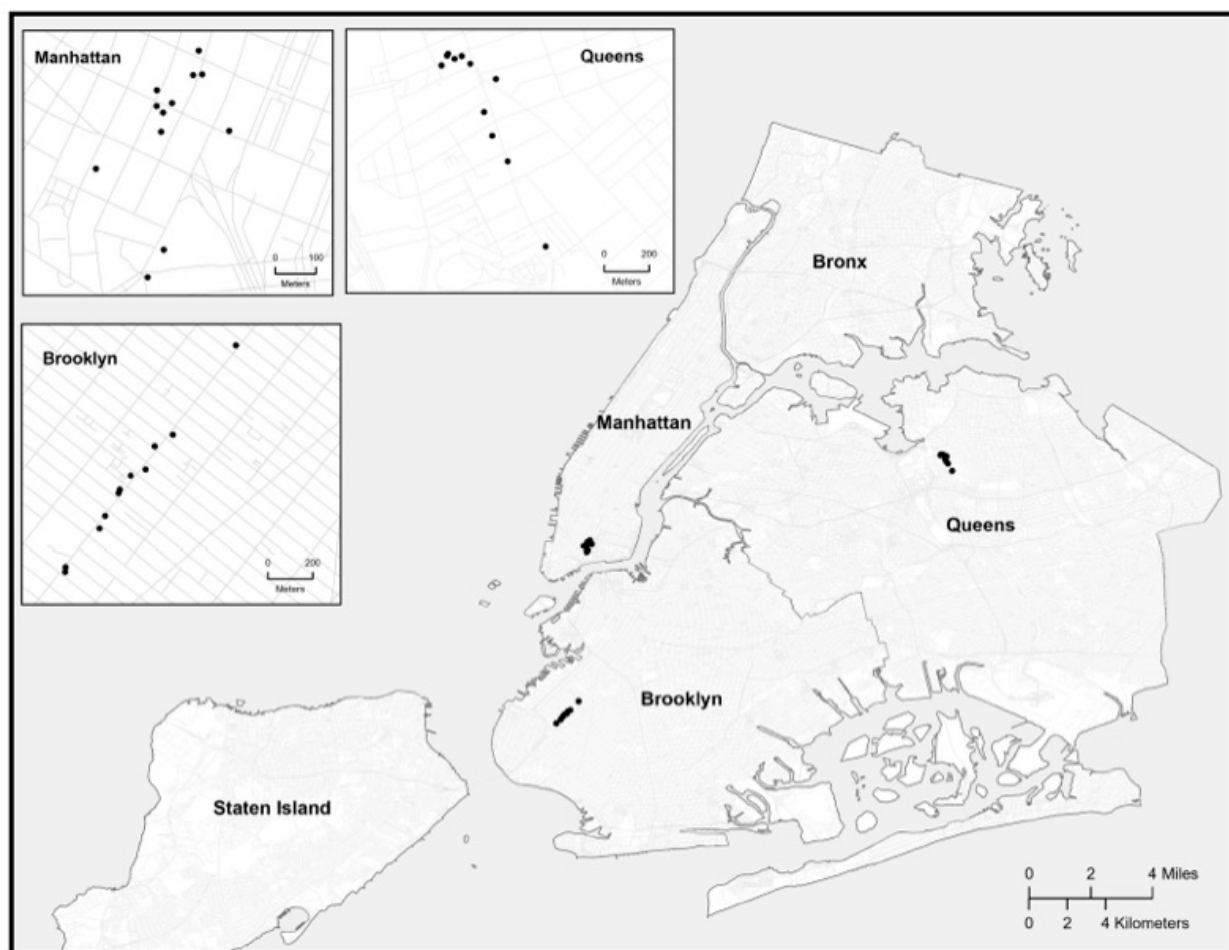 Manhattan
0 100
Meters
Queens
0 200
Meters
Brooklyn
0 200
Meters
Bronx
Manhattan
Queens
Brooklyn
Staten Island
0 2 4 Miles
0 2 4 Kilometers